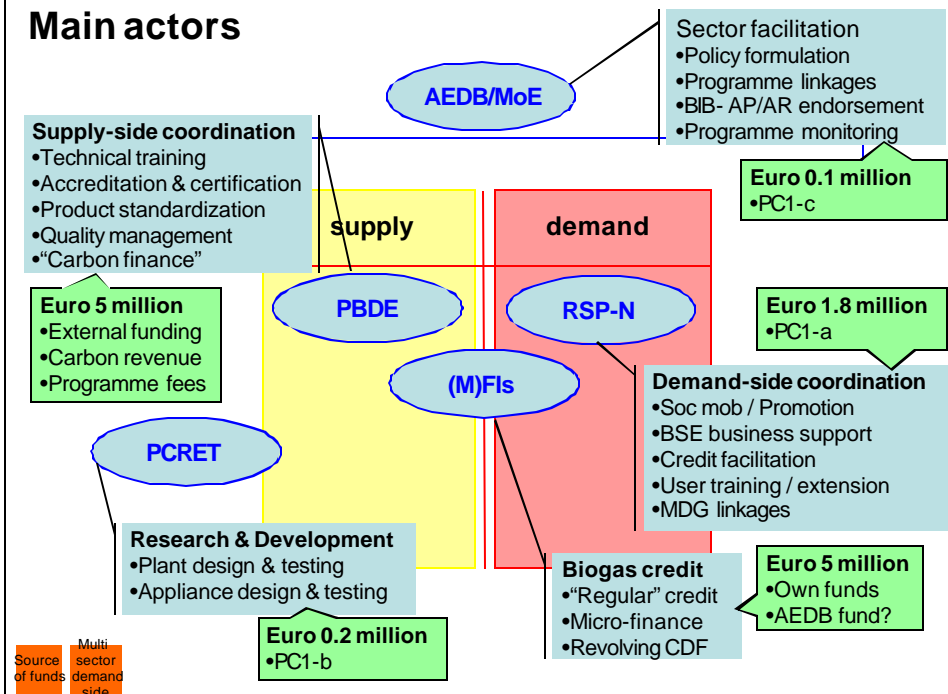 Main actors
Sector facilitation
•Policy formulation
•Programme linkages
•BIB- AP/AR endorsement
•Programme monitoring
AEDB/MoE
Euro 0.1 million
•PC1-c
Supply-side coordination
•Technical training
•Accreditation & certification
•Product standardization
•Quality management
•“Carbon finance”
supply
demand
Euro 5 million
•External funding
•Carbon revenue
•Programme fees
PBDE
RSP-N
Euro 1.8 million
•PC1-a
(M)FIs
Demand-side coordination
•Soc mob / Promotion
•BSE business support
•Credit facilitation
•User training / extension
•MDG linkages
PCRET
Research & Development
•Plant design & testing
•Appliance design & testing
Euro 0.2 million
•PC1-b
Biogas credit
•“Regular” credit
•Micro-finance
•Revolving CDF
Euro 5 million
•Own funds
•AEDB fund?
Source
of funds
Multi
sector
demand
side